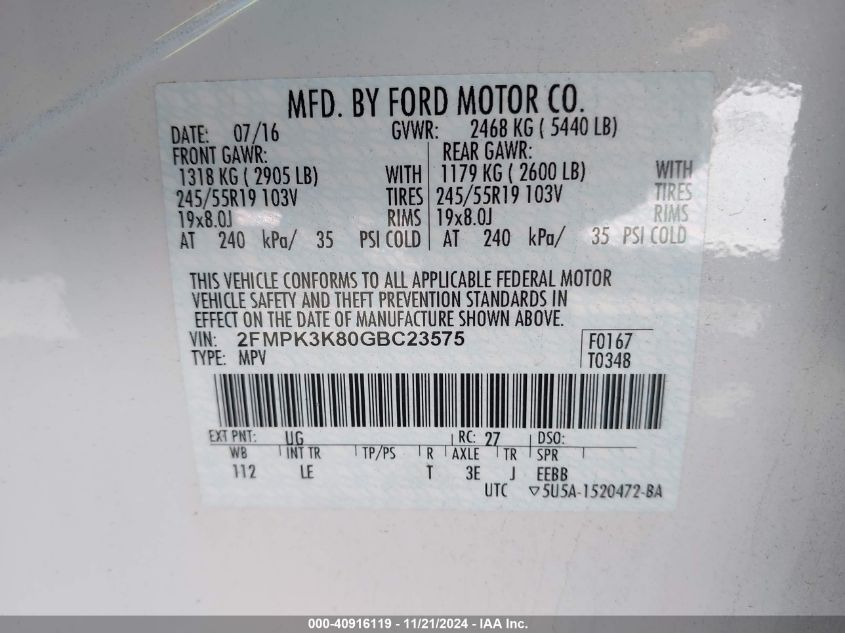 MFD. BY FORD MOTOR CO.
DATE: 07/16 GVWR: 2468 KG ( 5440 LB)
FRONT GAWR: REAR GAWR:
1318 KG ( 2905 LB) WITH 1179 KG ( 2600 LB) WITH
245/55R19 103V TIRES 245/55R19 103V TIRES
19x8.0J RIMS 19x8.0J RIMS
AT 240 kPa/ 35 PSI COLD AT 240 kPa/ 35 PSI COLD
THIS VEHICLE CONFORMS TO ALL APPLICABLE FEDERAL MOTOR
VEHICLE SAFETY AND THEFT PREVENTION STANDARDS IN
EFFECT ON THE DATE OF MANUFACTURE SHOWN ABOVE.
VIN: 2FMPK3K80GBC23575 F0167
TYPE: MPV T0348
EXT PNT: UG RC: 27 DSO:
WB INT TR TP/PS R AXLE TR SPR
112 LE T 3E J EEBB
UTC ▽5U5A-1520472-BA
000-40916119 - 11/21/2024 - IAA Inc.